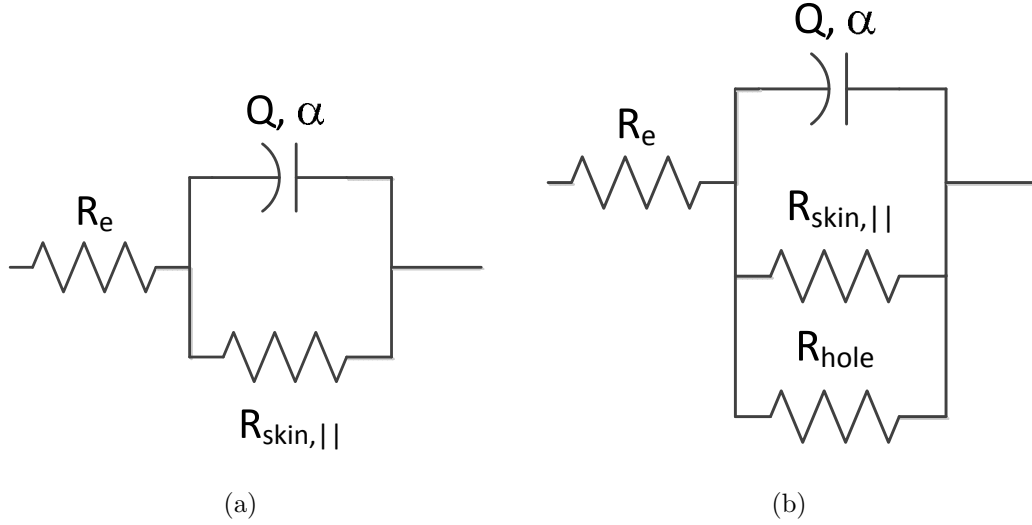 Q, α
R_e
R_skin,||
(a)
Q, α
R_e
R_skin,||
R_hole
(b)